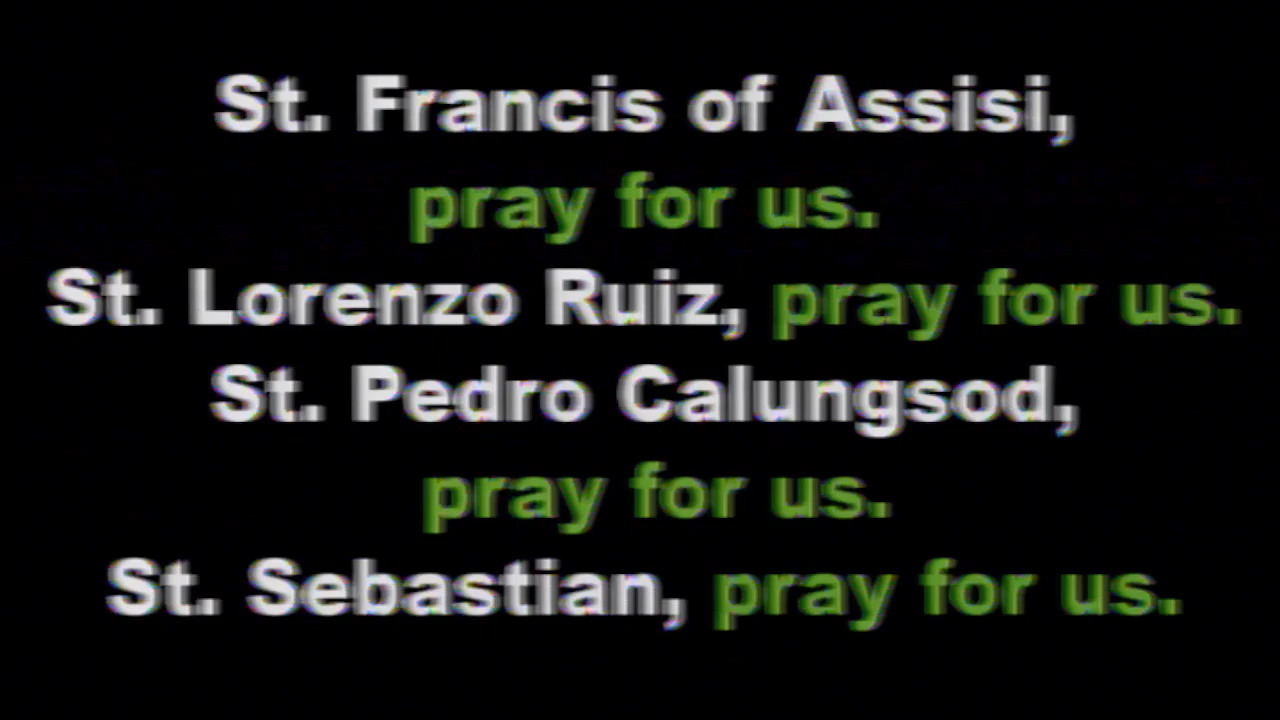 St. Francis of Assisi,
pray for us.
St. Lorenzo Ruiz, pray for us.
St. Pedro Calungsod,
pray for us.
St. Sebastian, pray for us.